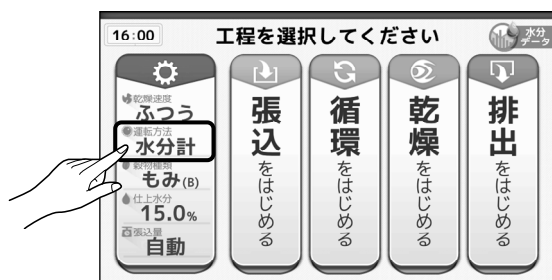 16:00
工程を選択してください
水分
データ
乾燥速度
ふつう
運転方法
水分計
穀物種類
もみ(B)
仕上水分
15.0%
張込量
自動
張込をはじめる
循環をはじめる
乾燥をはじめる
排出をはじめる